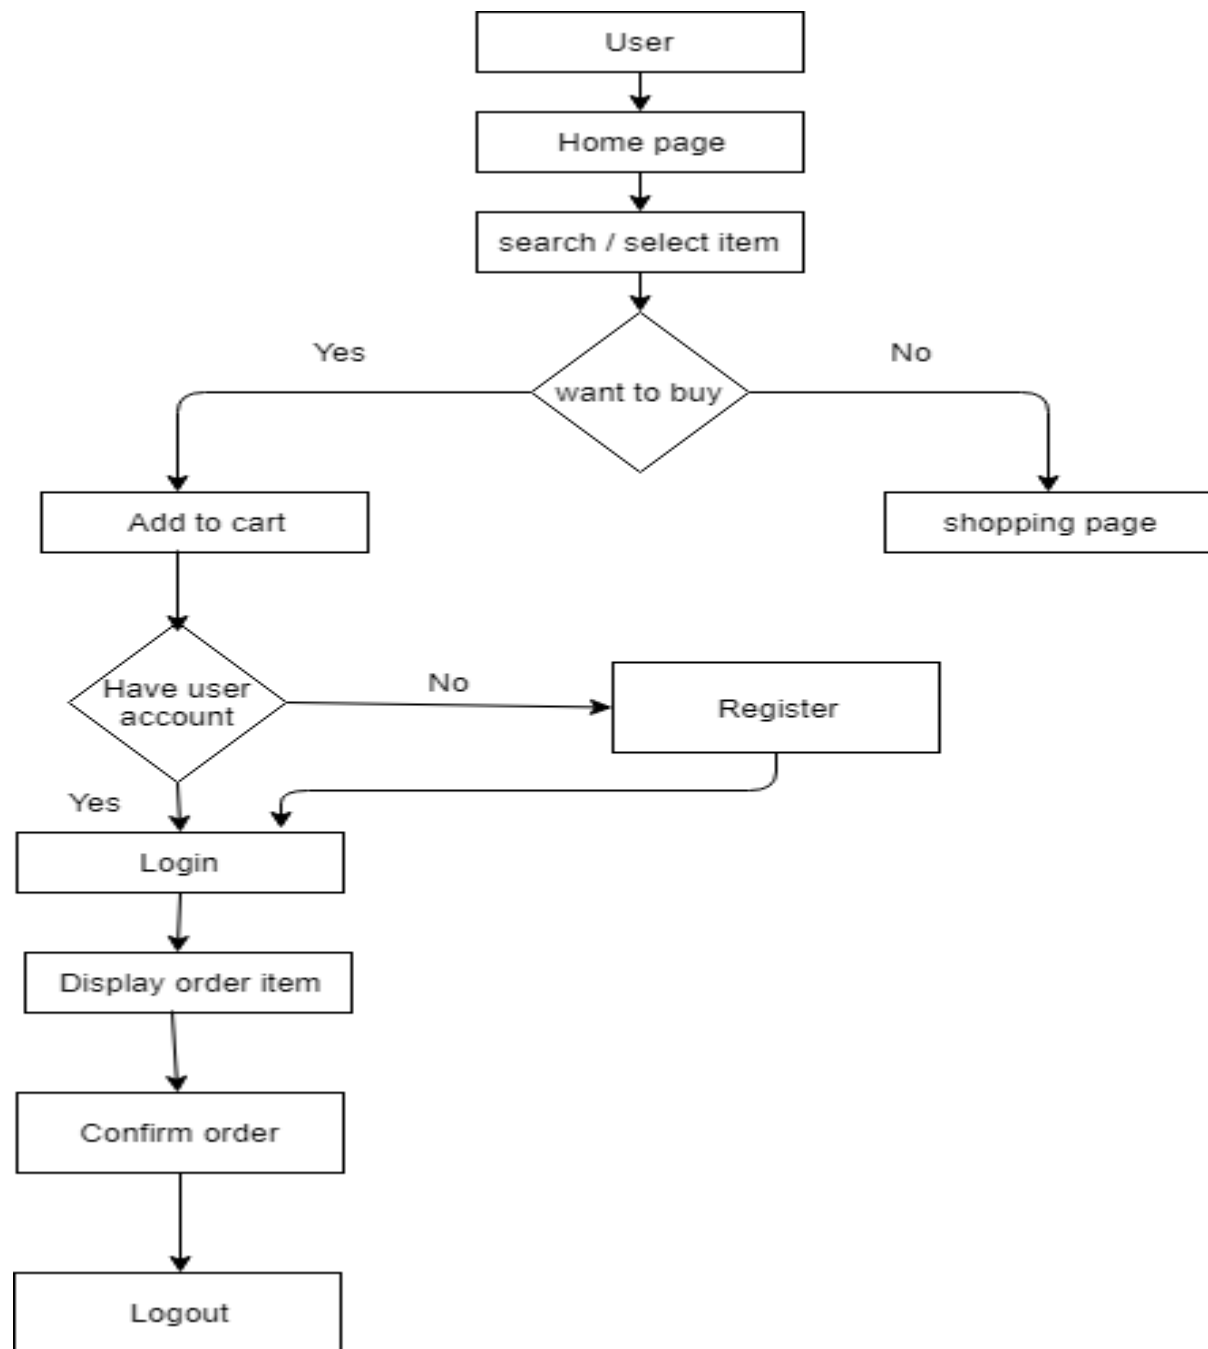 User
Home page
search / select item
Yes
No
want to buy
Add to cart
shopping page
Have user
account
No
Register
Yes
Login
Display order item
Confirm order
Logout